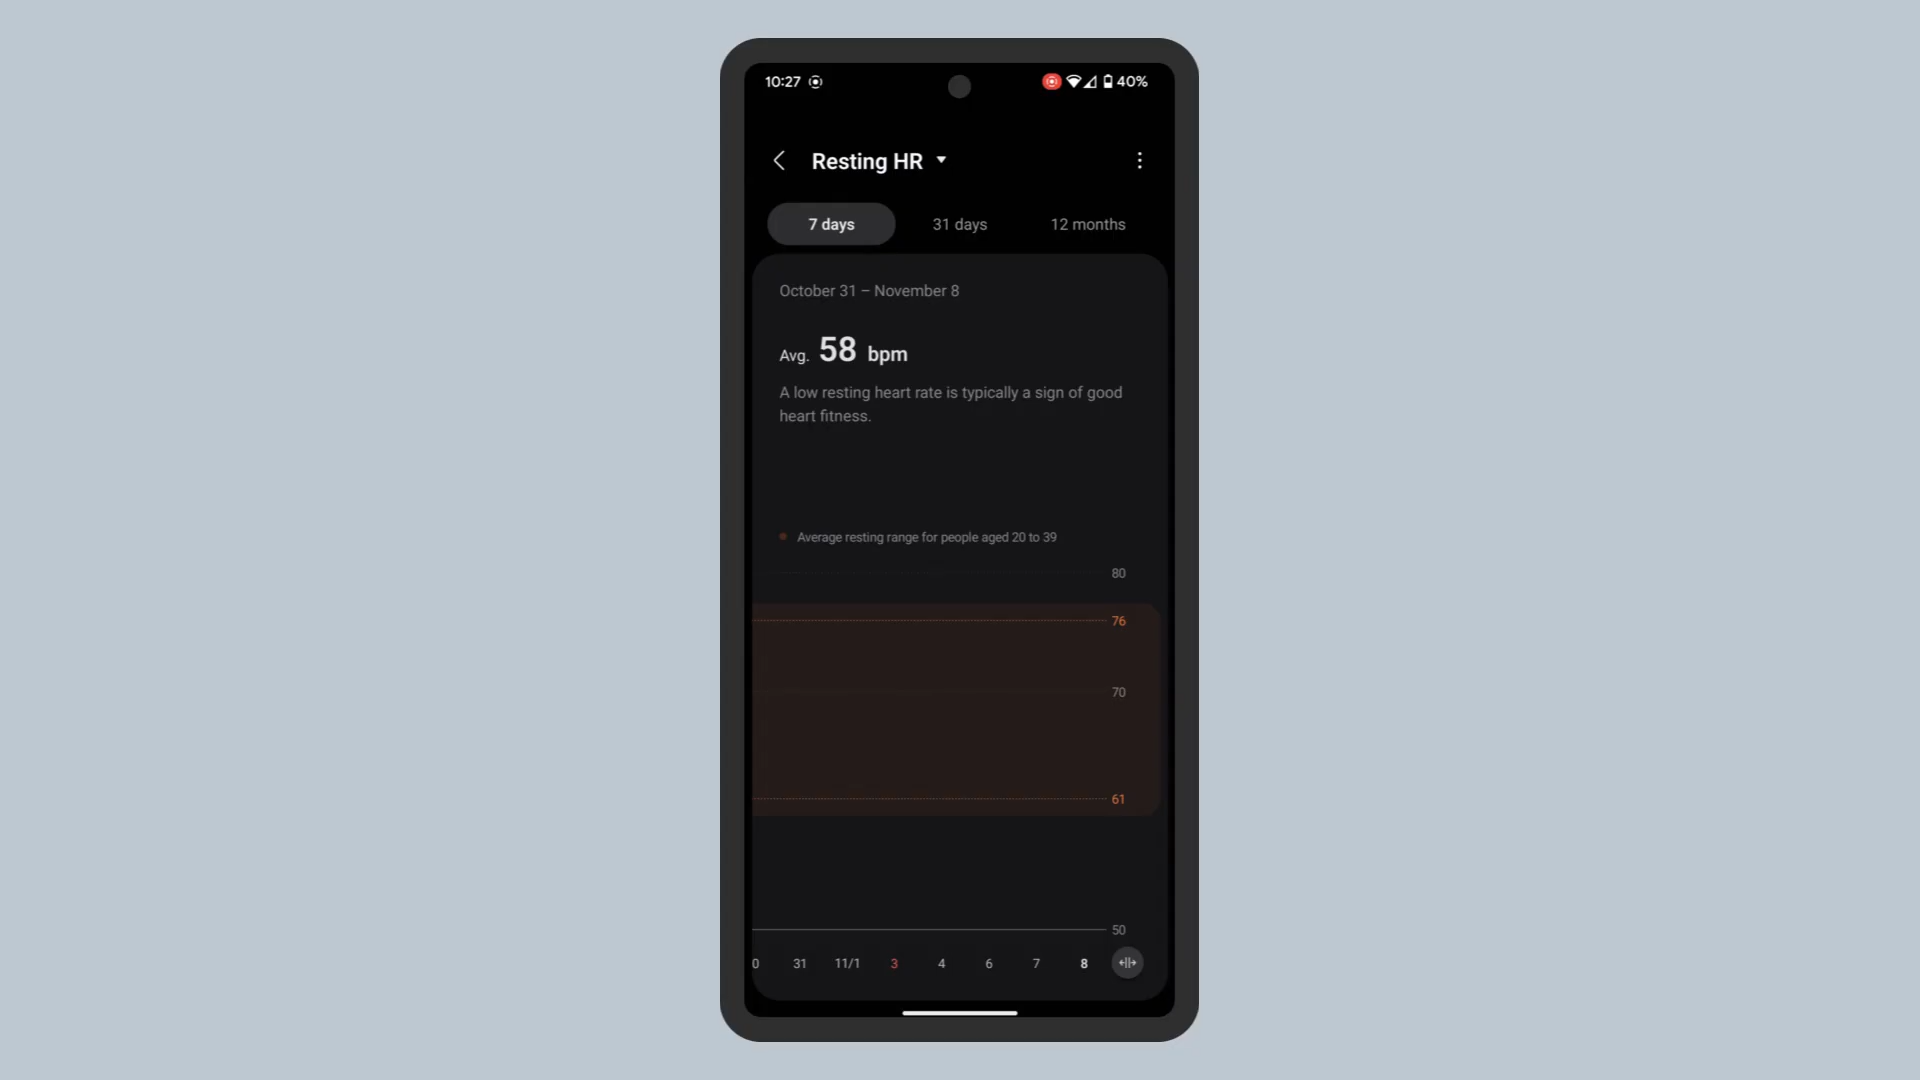 10:27 40%
Resting HR
7 days 31 days 12 months
October 31 – November 8
Avg. 58 bpm
A low resting heart rate is typically a sign of good
heart fitness.
Average resting range for people aged 20 to 39
80
76
70
61
50
0 31 11/1 3 4 6 7 8